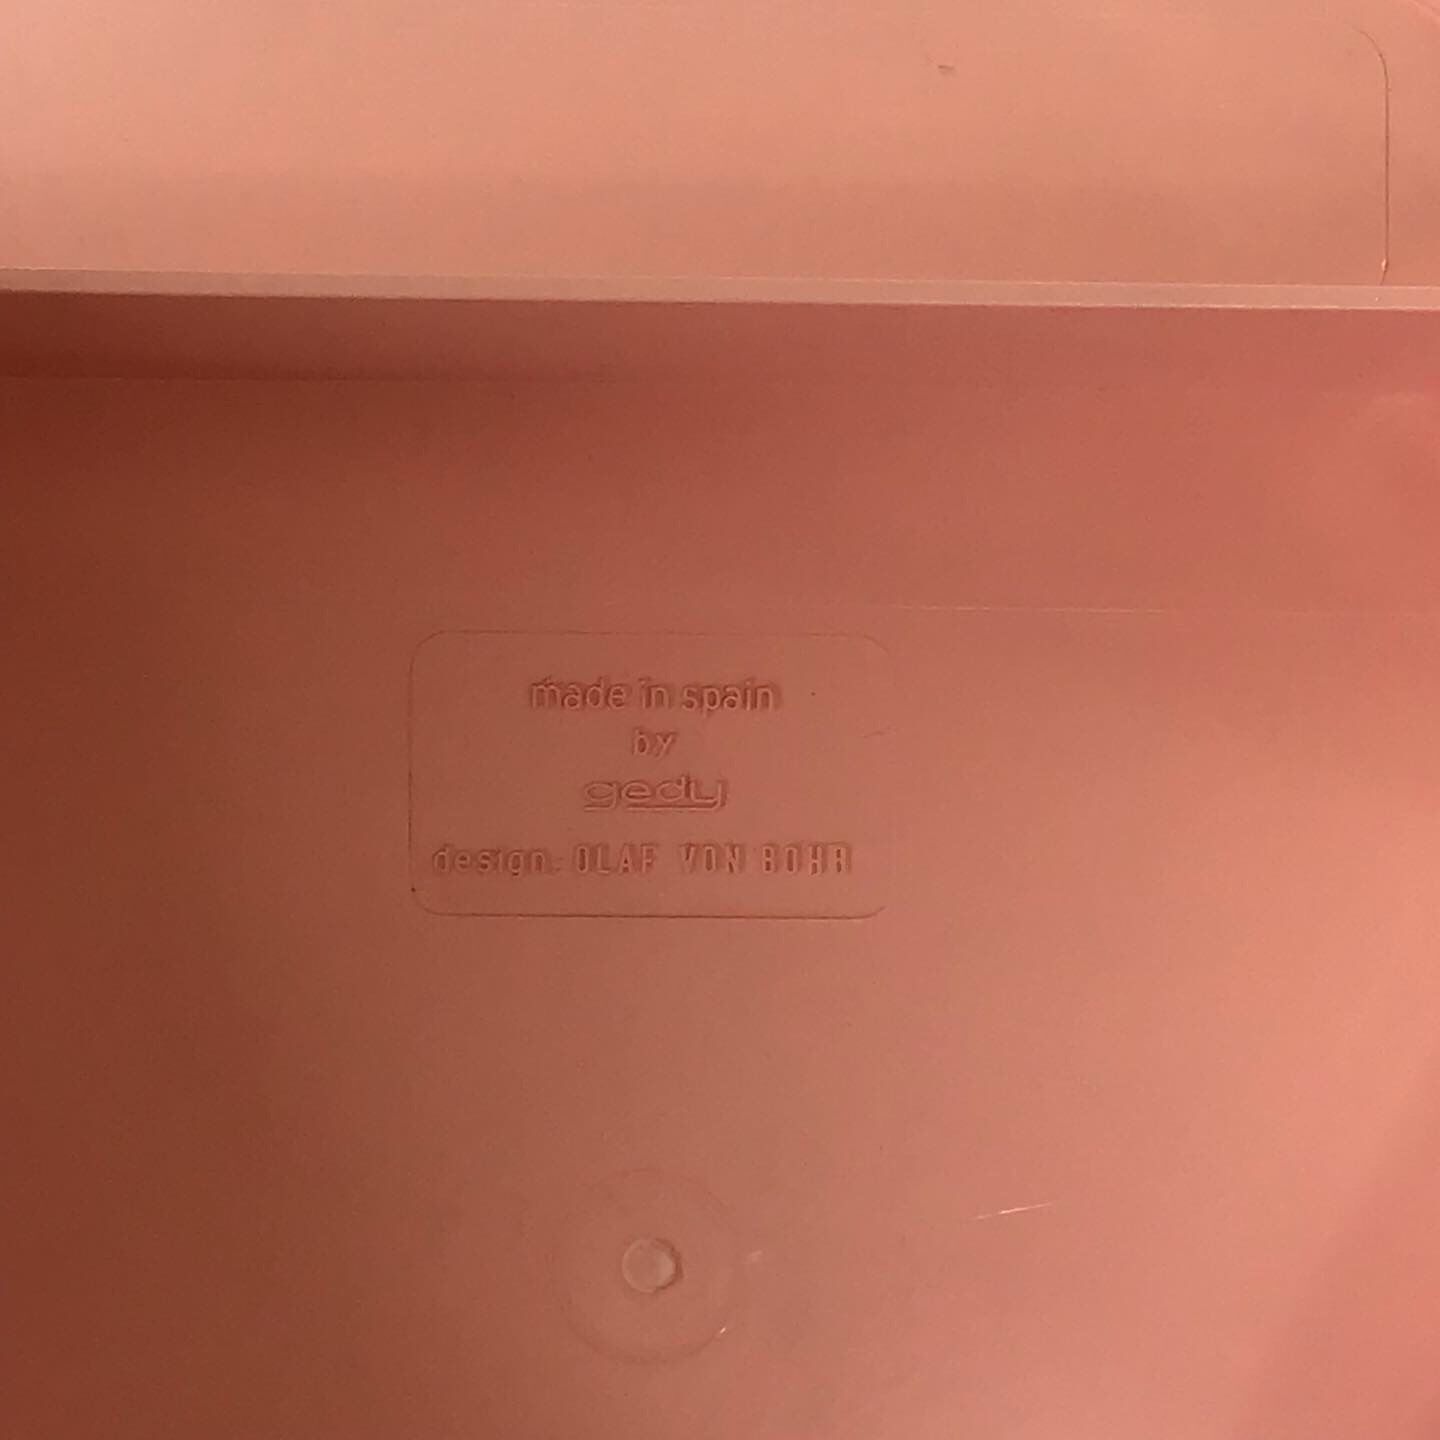 made in spain
by
gedy
design: OLAF VON BOHR